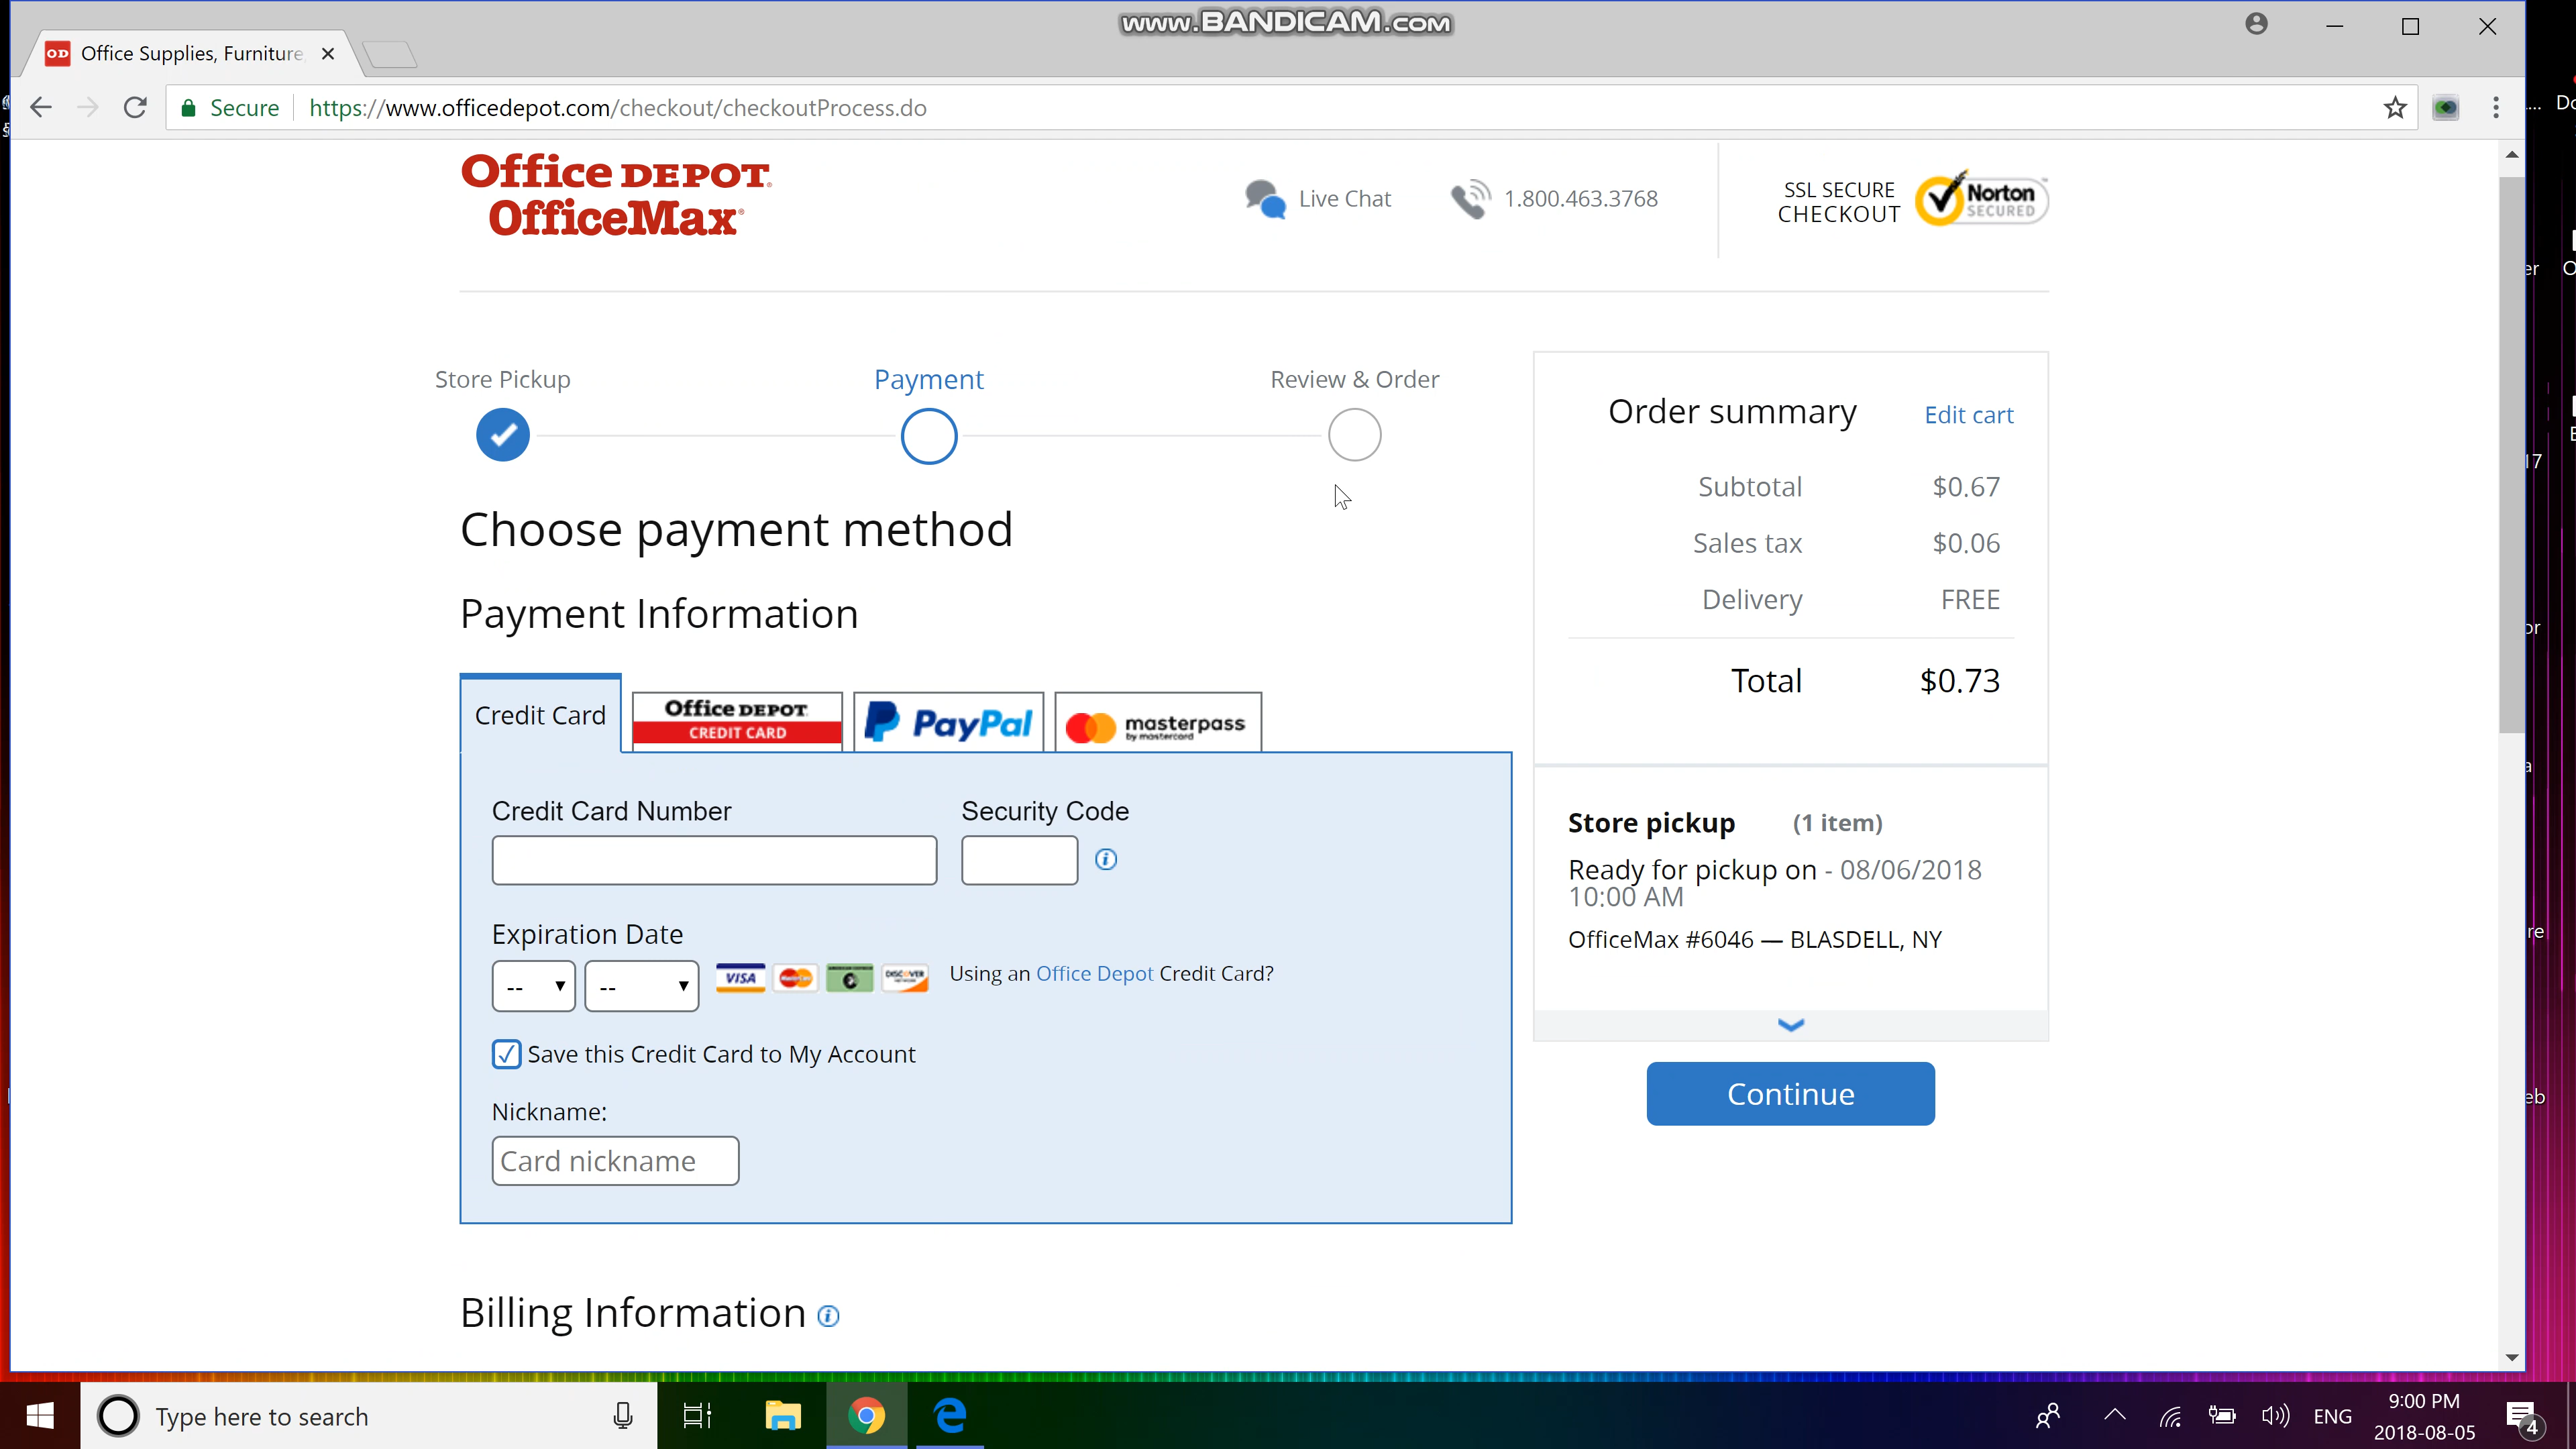 www.BANDICAM.com
Office Supplies, Furniture
Secure
https://www.officedepot.com/checkout/checkoutProcess.do
Office DEPOT
OfficeMax
Live Chat
1.800.463.3768
SSL SECURE
CHECKOUT
Norton
SECURED
Store Pickup
Payment
Review & Order
Choose payment method
Payment Information
Credit Card
Office DEPOT
CREDIT CARD
PayPal
masterpass
by mastercard
Credit Card Number
Security Code
Expiration Date
--
--
VISA
MasterCard
DISCOVER
Using an Office Depot Credit Card?
Save this Credit Card to My Account
Nickname:
Card nickname
Billing Information
Order summary
Edit cart
Subtotal $0.67
Sales tax $0.06
Delivery FREE
Total $0.73
Store pickup (1 item)
Ready for pickup on - 08/06/2018
10:00 AM
OfficeMax #6046 — BLASDELL, NY
Continue
Type here to search
ENG
9:00 PM
2018-08-05
4